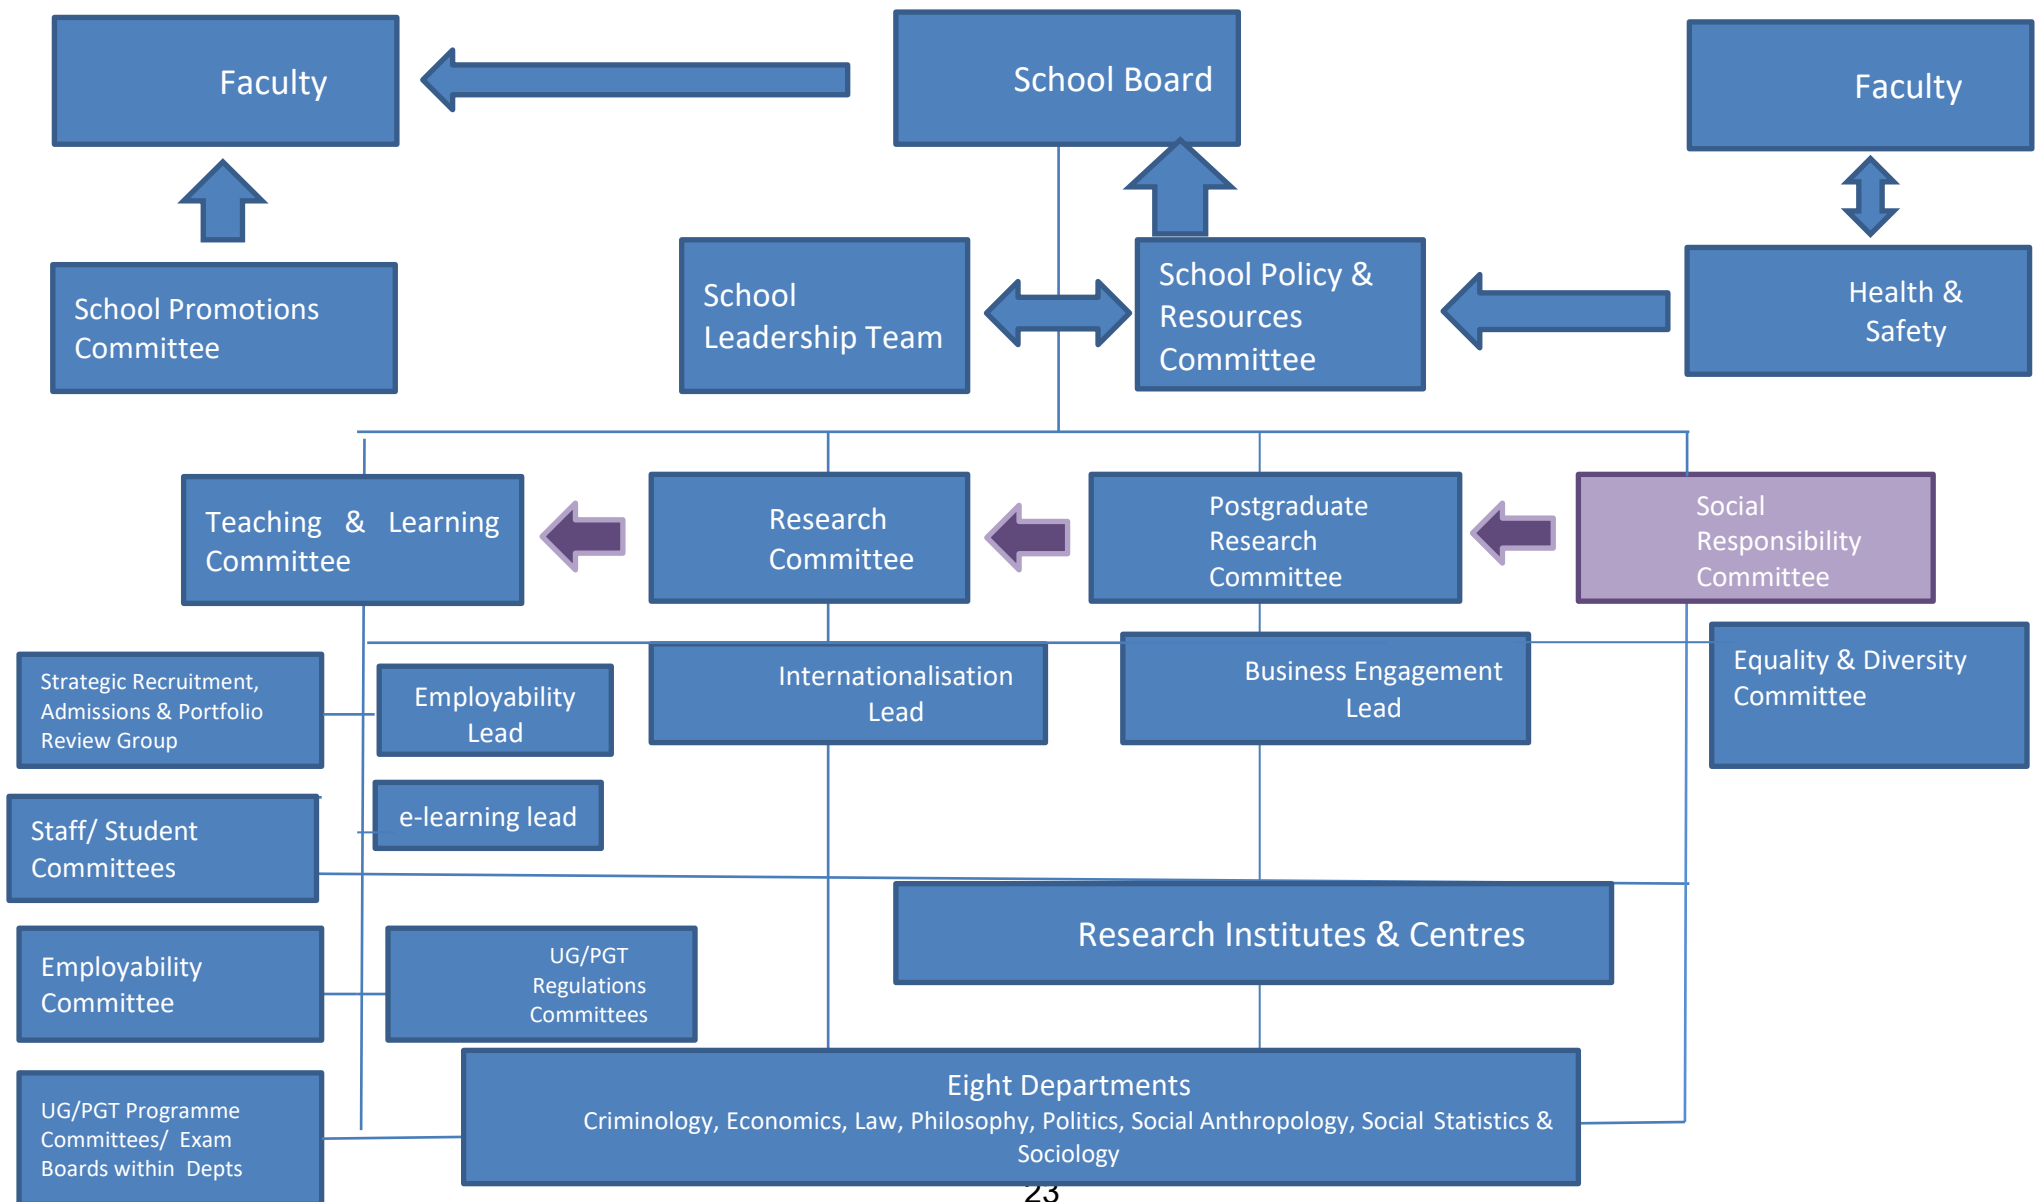 Faculty
School Board
Faculty
School Promotions
Committee
School
Leadership Team
School Policy &
Resources
Committee
Health &
Safety
Teaching & Learning
Committee
Research
Committee
Postgraduate
Research
Committee
Social
Responsibility
Committee
Strategic Recruitment,
Admissions & Portfolio
Review Group
Employability
Lead
Internationalisation
Lead
Business Engagement
Lead
Equality & Diversity
Committee
Staff/ Student
Committees
e-learning lead
Research Institutes & Centres
Employability
Committee
UG/PGT
Regulations
Committees
UG/PGT Programme
Committees/ Exam
Boards within Depts
Eight Departments
Criminology, Economics, Law, Philosophy, Politics, Social Anthropology, Social Statistics &
Sociology
23